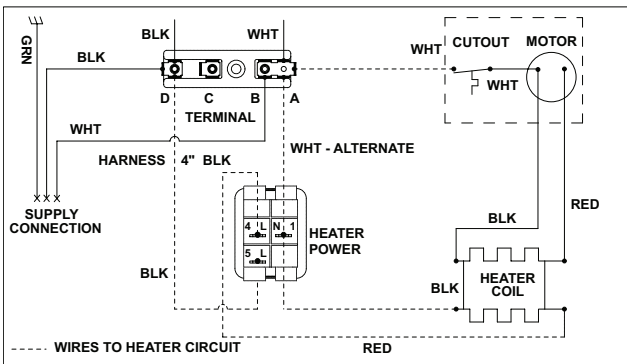 BLK
WHT
GRN
BLK
WHT
CUTOUT
MOTOR
WHT
D
C
B
A
TERMINAL
WHT
WHT - ALTERNATE
HARNESS 4" BLK
SUPPLY
CONNECTION
4 L
N 1
5 L
HEATER
POWER
BLK
RED
BLK
BLK
HEATER
COIL
WIRES TO HEATER CIRCUIT
RED